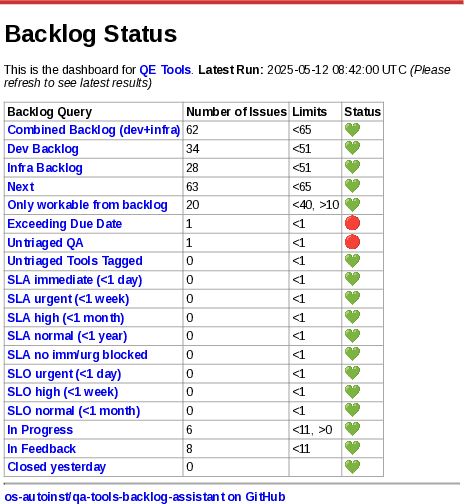 Backlog Status
This is the dashboard for QE Tools. Latest Run: 2025-05-12 08:42:00 UTC (Please
refresh to see latest results)
Backlog Query Number of Issues Limits Status
Combined Backlog (dev+infra) 62 <65 💚
Dev Backlog 34 <51 💚
Infra Backlog 28 <51 💚
Next 63 <65 💚
Only workable from backlog 20 <40, >10 💚
Exceeding Due Date 1 <1 🔴
Untriaged QA 1 <1 🔴
Untriaged Tools Tagged 0 <1 💚
SLA immediate (<1 day) 0 <1 💚
SLA urgent (<1 week) 0 <1 💚
SLA high (<1 month) 0 <1 💚
SLA normal (<1 year) 0 <1 💚
SLA no imm/urg blocked 0 <1 💚
SLO urgent (<1 day) 0 <1 💚
SLO high (<1 week) 0 <1 💚
SLO normal (<1 month) 0 <1 💚
In Progress 6 <11, >0 💚
In Feedback 8 <11 💚
Closed yesterday 0 💚
os-autoinst/qa-tools-backlog-assistant on GitHub